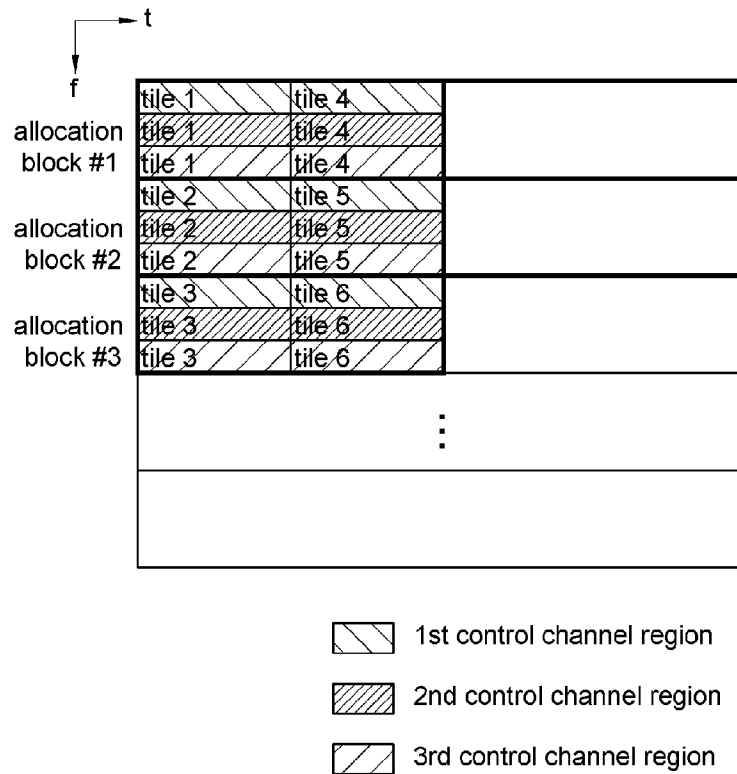 t
f
allocation
block #1
tile 1 tile 4
tile 1 tile 4
tile 1 tile 4
allocation
block #2
tile 2 tile 5
tile 2 tile 5
tile 2 tile 5
allocation
block #3
tile 3 tile 6
tile 3 tile 6
tile 3 tile 6
1st control channel region
2nd control channel region
3rd control channel region